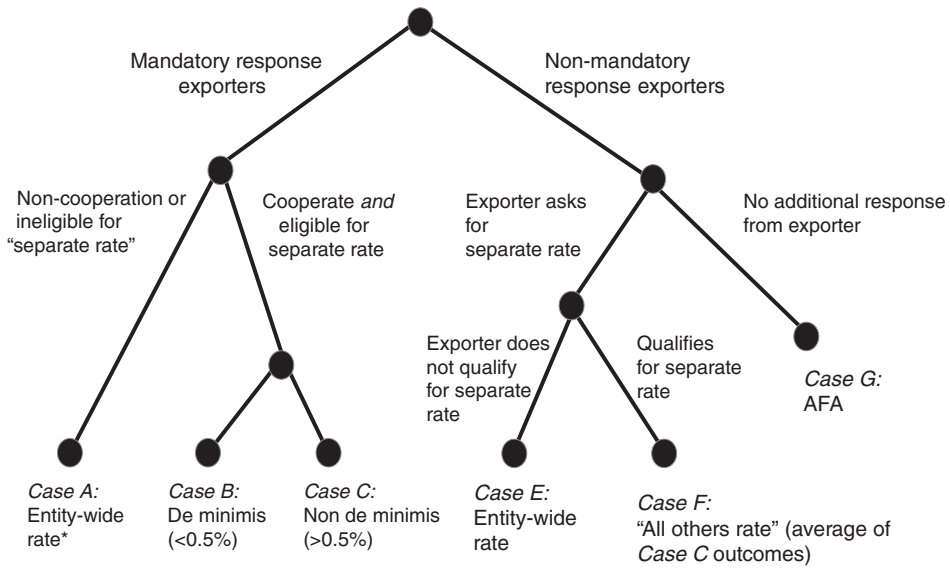 Mandatory response
exporters
Non-mandatory
response exporters
Non-cooperation or
ineligible for
“separate rate”
Cooperate and
eligible for
separate rate
Exporter asks
for
separate rate
No additional response
from exporter
Exporter does
not qualify
for separate
rate
Qualifies
for separate
rate
Case G:
AFA
Case A:
Entity-wide
rate*
Case B:
De minimis
(<0.5%)
Case C:
Non de minimis
(>0.5%)
Case E:
Entity-wide
rate
Case F:
“All others rate” (average of
Case C outcomes)